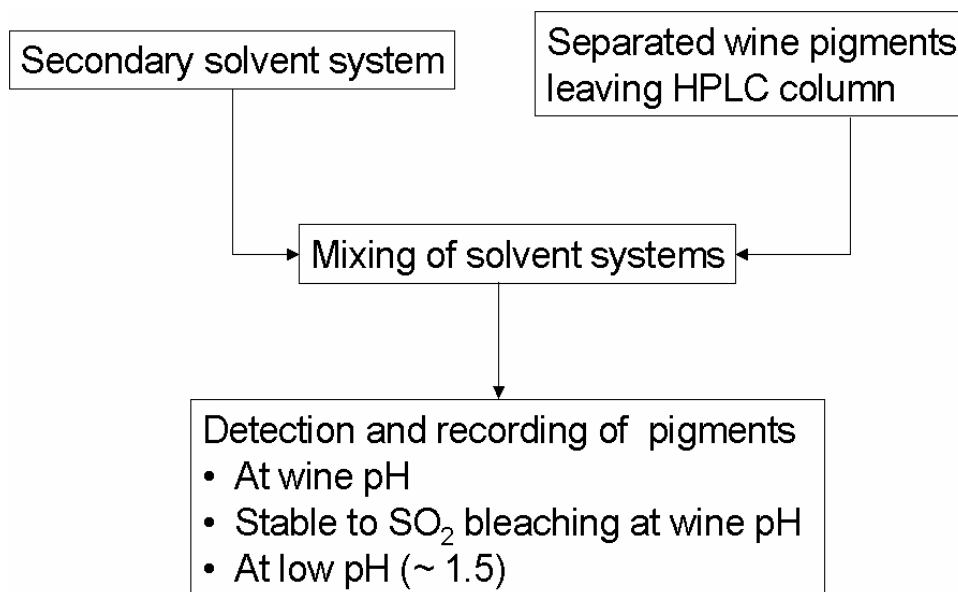 Secondary solvent system
Separated wine pigments
leaving HPLC column
Mixing of solvent systems
Detection and recording of pigments
• At wine pH
• Stable to SO₂ bleaching at wine pH
• At low pH (~ 1.5)